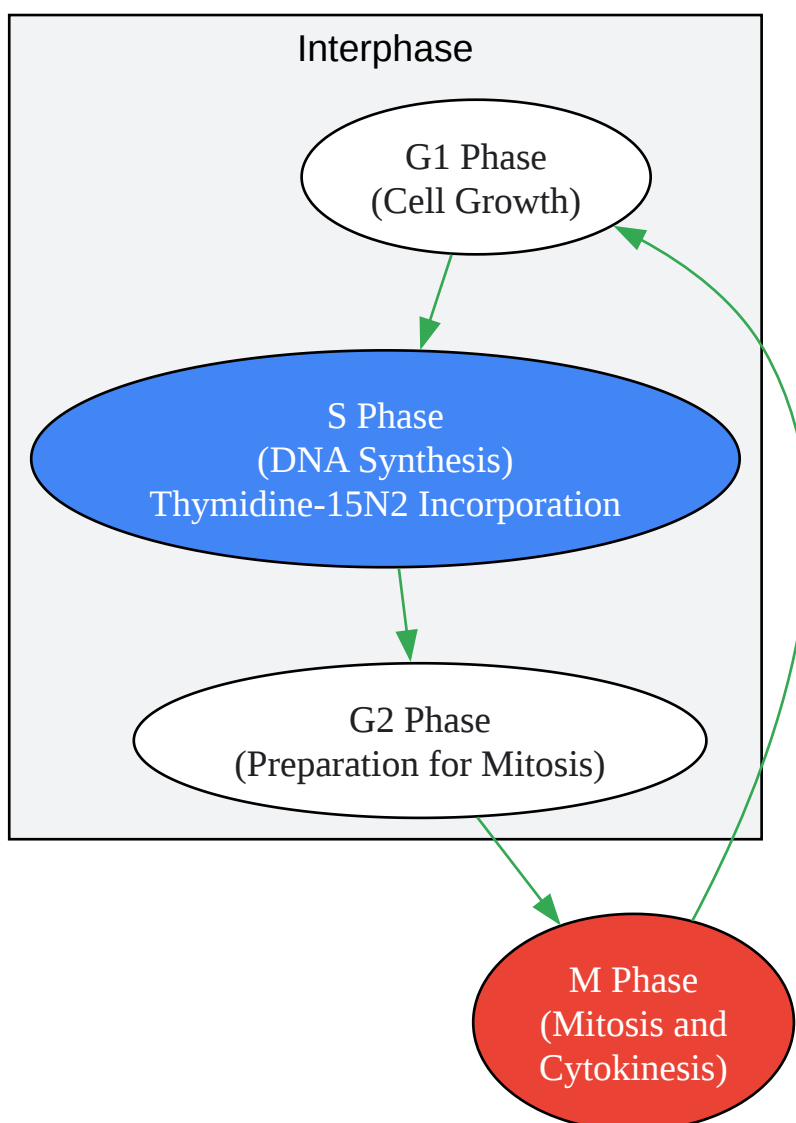 Interphase
G1 Phase
(Cell Growth)
S Phase
(DNA Synthesis)
Thymidine-15N2 Incorporation
G2 Phase
(Preparation for Mitosis)
M Phase
(Mitosis and
Cytokinesis)